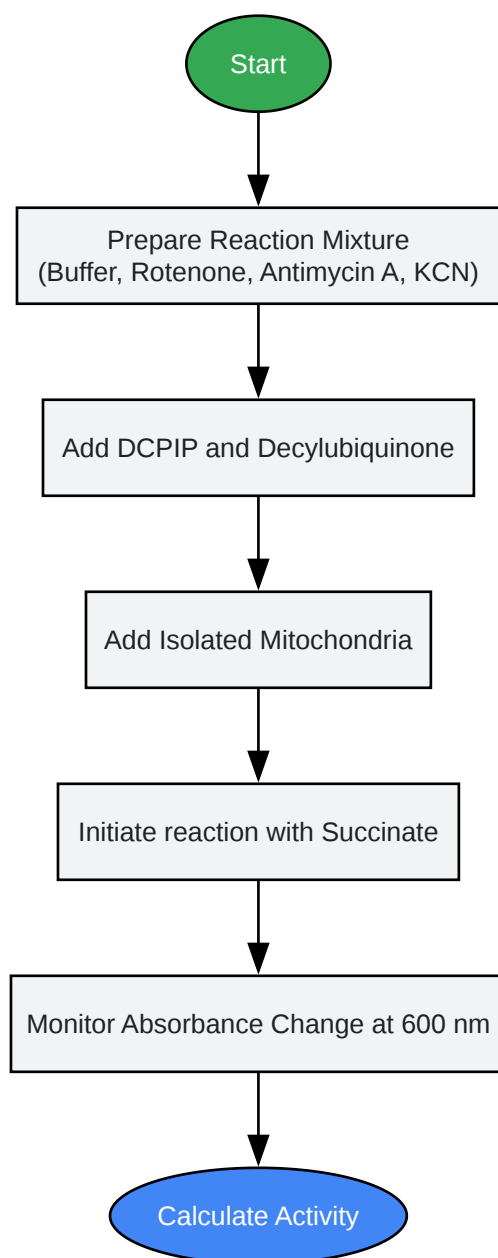 Start
Prepare Reaction Mixture
(Buffer, Rotenone, Antimycin A, KCN)
Add DCPIP and Decylubiquinone
Add Isolated Mitochondria
Initiate reaction with Succinate
Monitor Absorbance Change at 600 nm
Calculate Activity